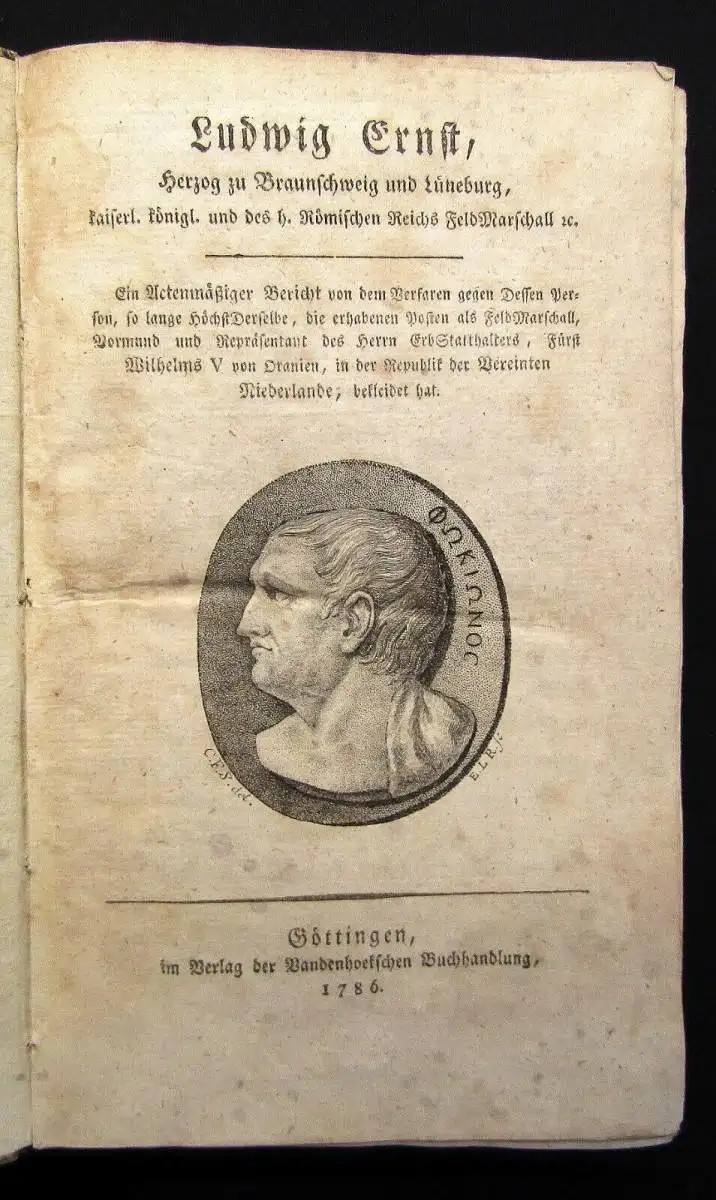 Ludwig Ernst,
Herzog zu Braunschweig und Lüneburg,
kaiserl. königl. und des h. Römischen Reichs FeldMarschall ꝛc.
Ein Actenmäßiger Bericht von dem Verfaren gegen Dessen Per-
son, so lange HöchstDerselbe, die erhabenen Posten als FeldMarschall,
Vormund und Repräsentant des Herrn ErbStatthalters, Fürst
Wilhelms V von Oranien, in der Republik der Vereinten
Niederlande, bekleidet hat.
ΦΩΚΙΩΝΟC
C.F.S. del.
E.L.R. sc
Göttingen,
im Verlag der Vandenhoekschen Buchhandlung,
1786.